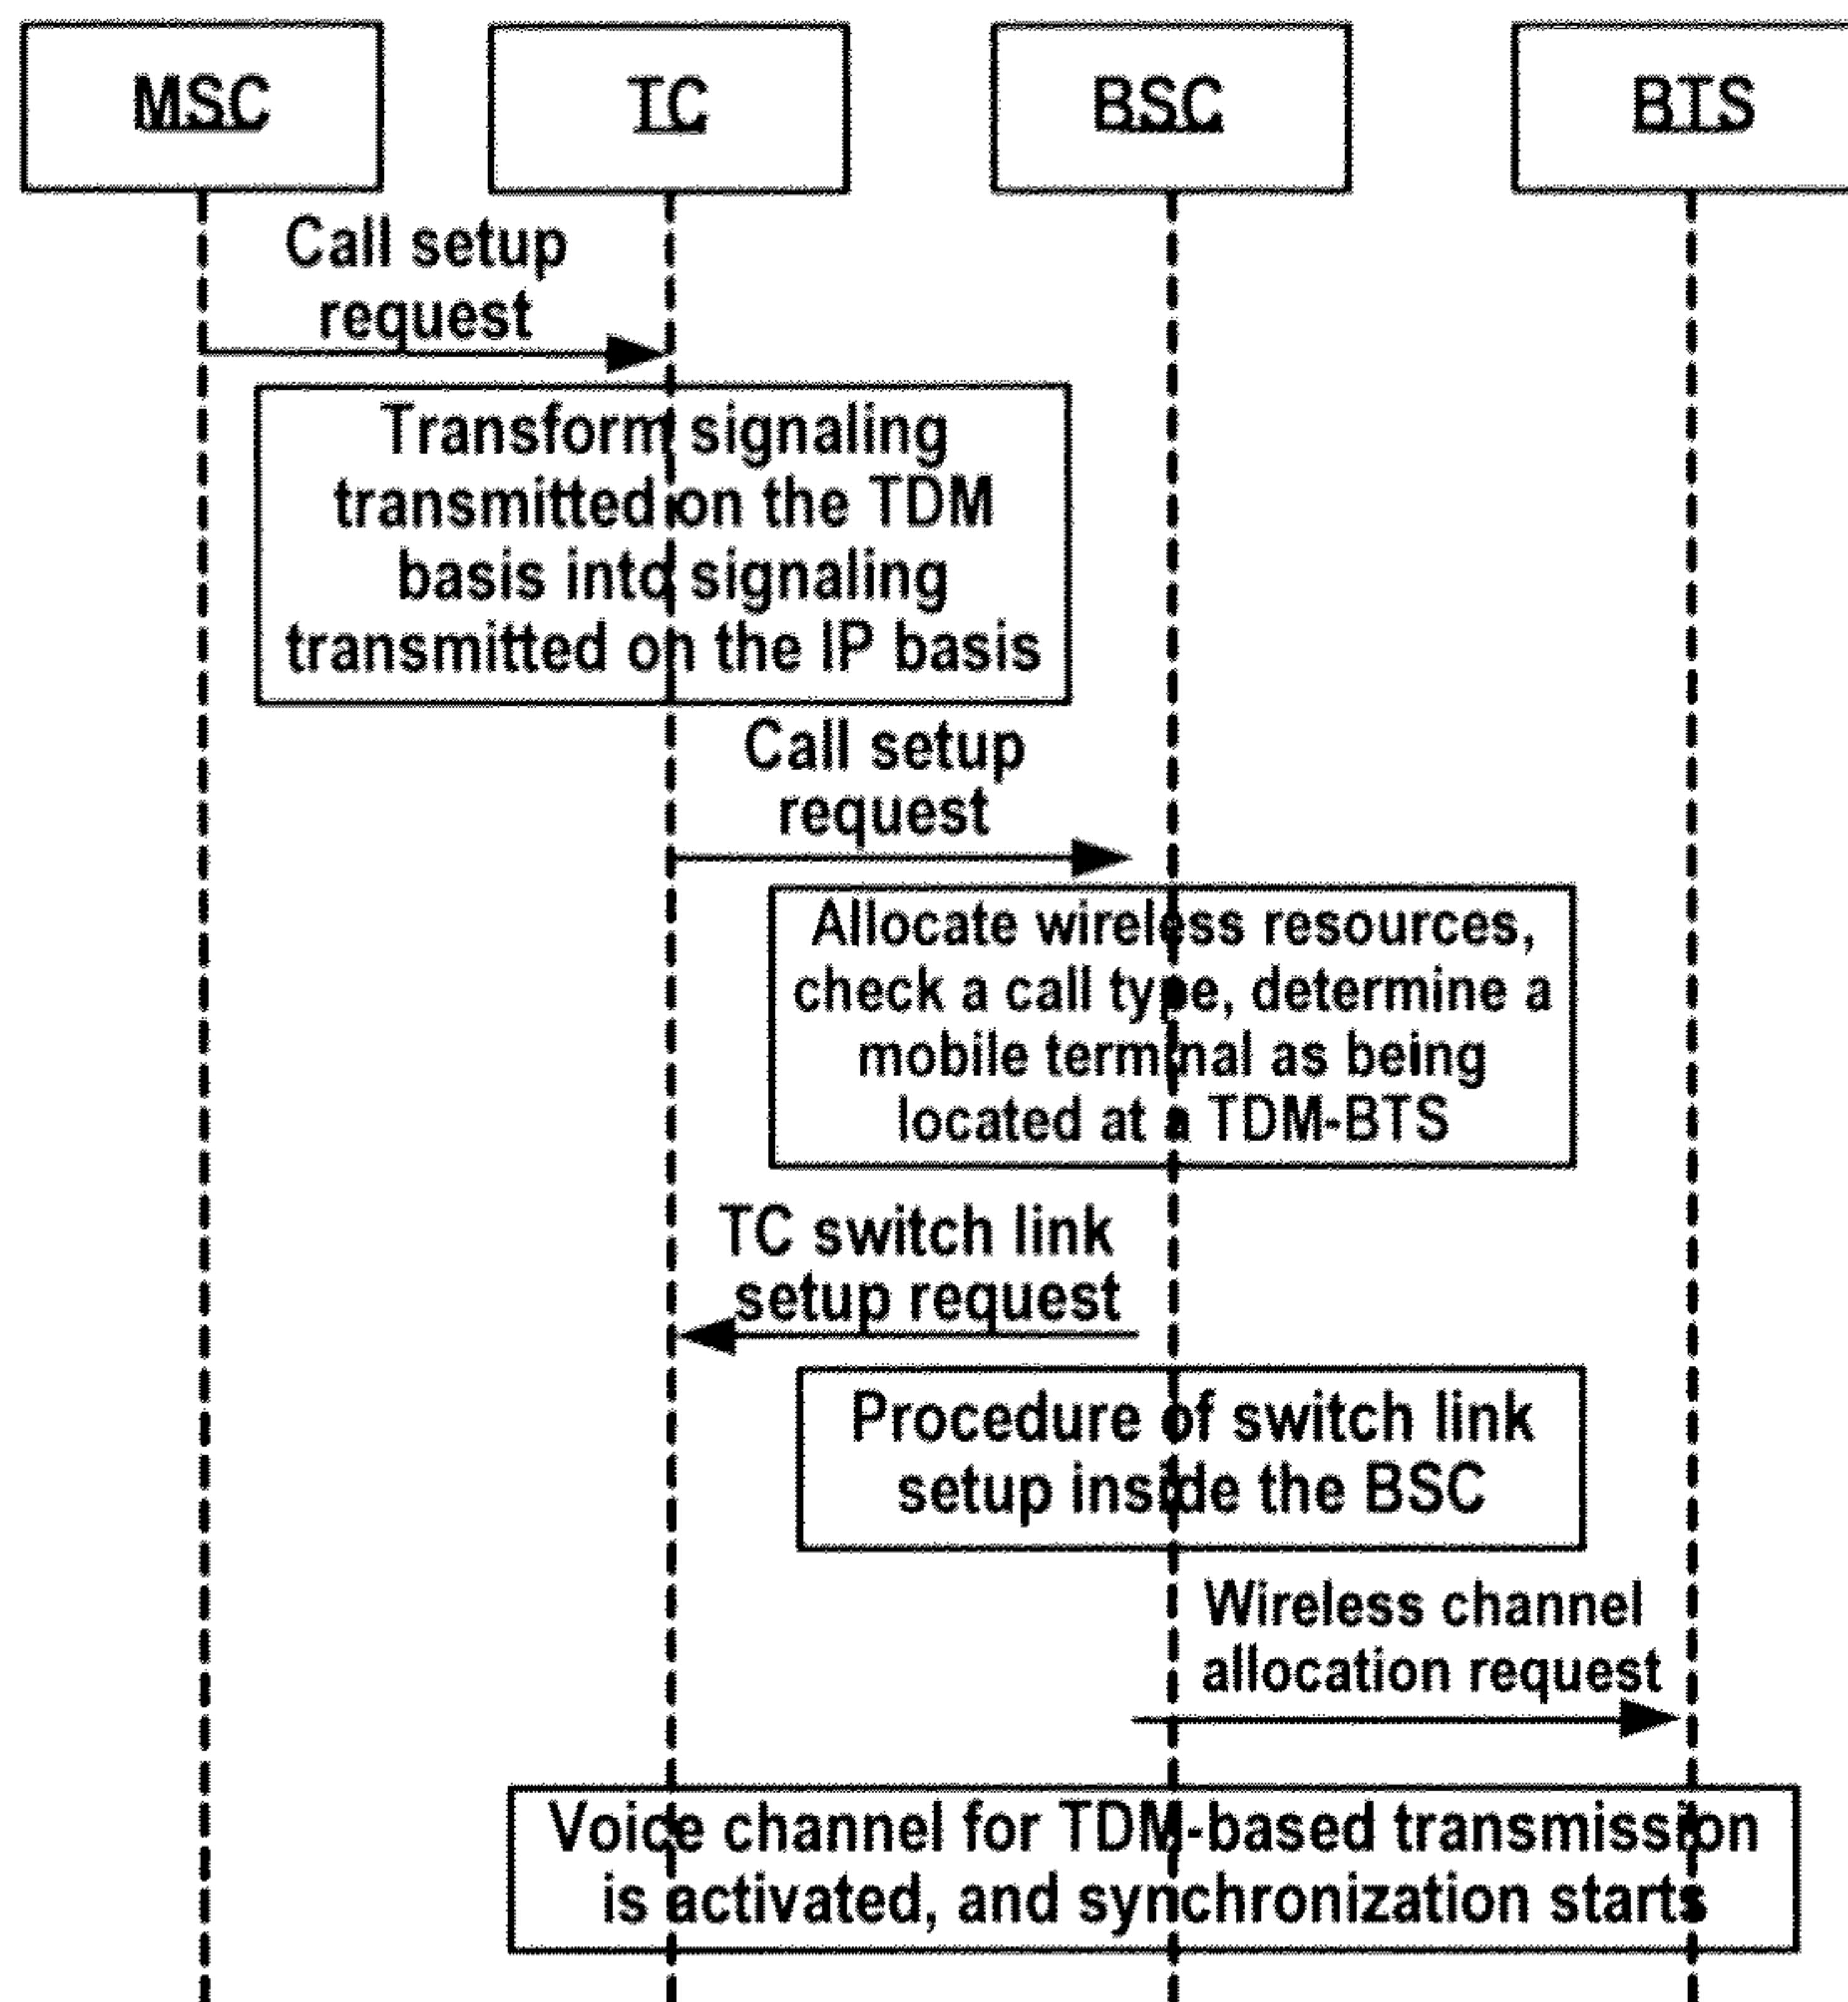 MSC
TC
BSC
BTS
Call setup
request
Transform signaling
transmitted on the TDM
basis into signaling
transmitted on the IP basis
Call setup
request
Allocate wireless resources,
check a call type, determine a
mobile terminal as being
located at a TDM-BTS
TC switch link
setup request
Procedure of switch link
setup inside the BSC
Wireless channel
allocation request
Voice channel for TDM-based transmission
is activated, and synchronization starts